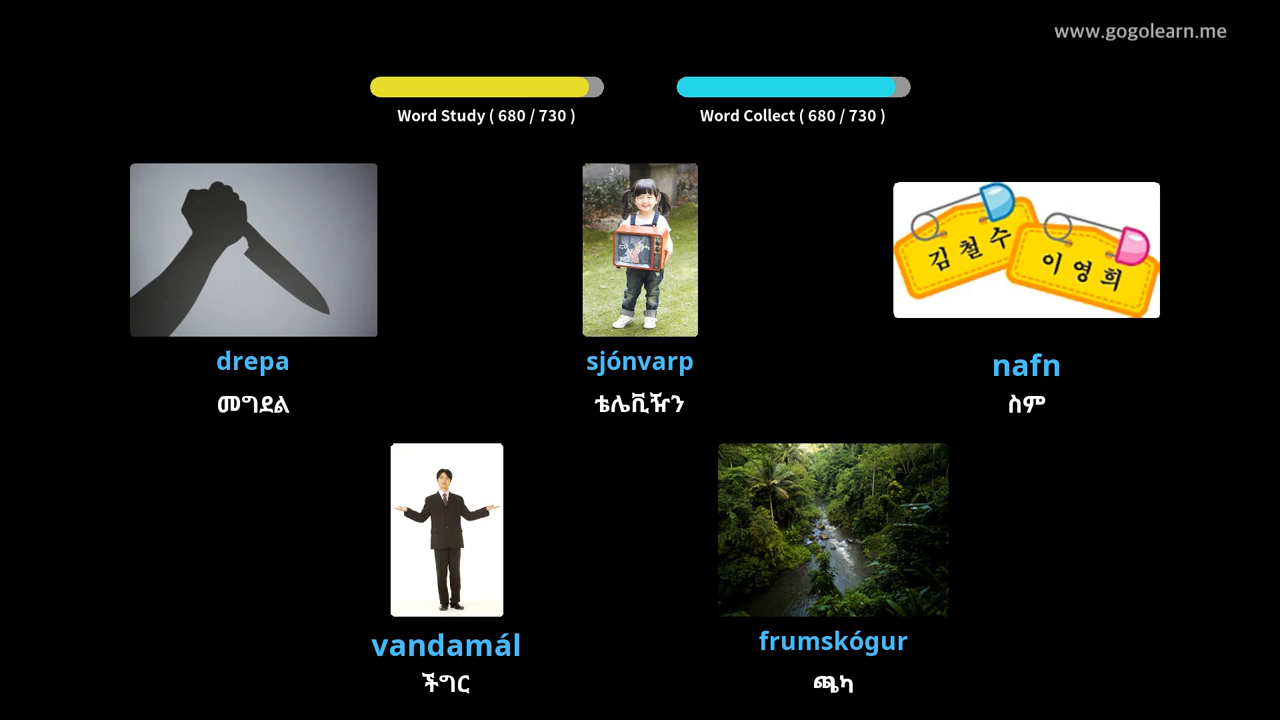 www.gogolearn.me
Word Study ( 680 / 730 )
Word Collect ( 680 / 730 )
김철수
이영희
drepa
መግደል
sjónvarp
ቴሌቪዥን
nafn
ስም
vandamál
ችግር
frumskógur
ጫካ